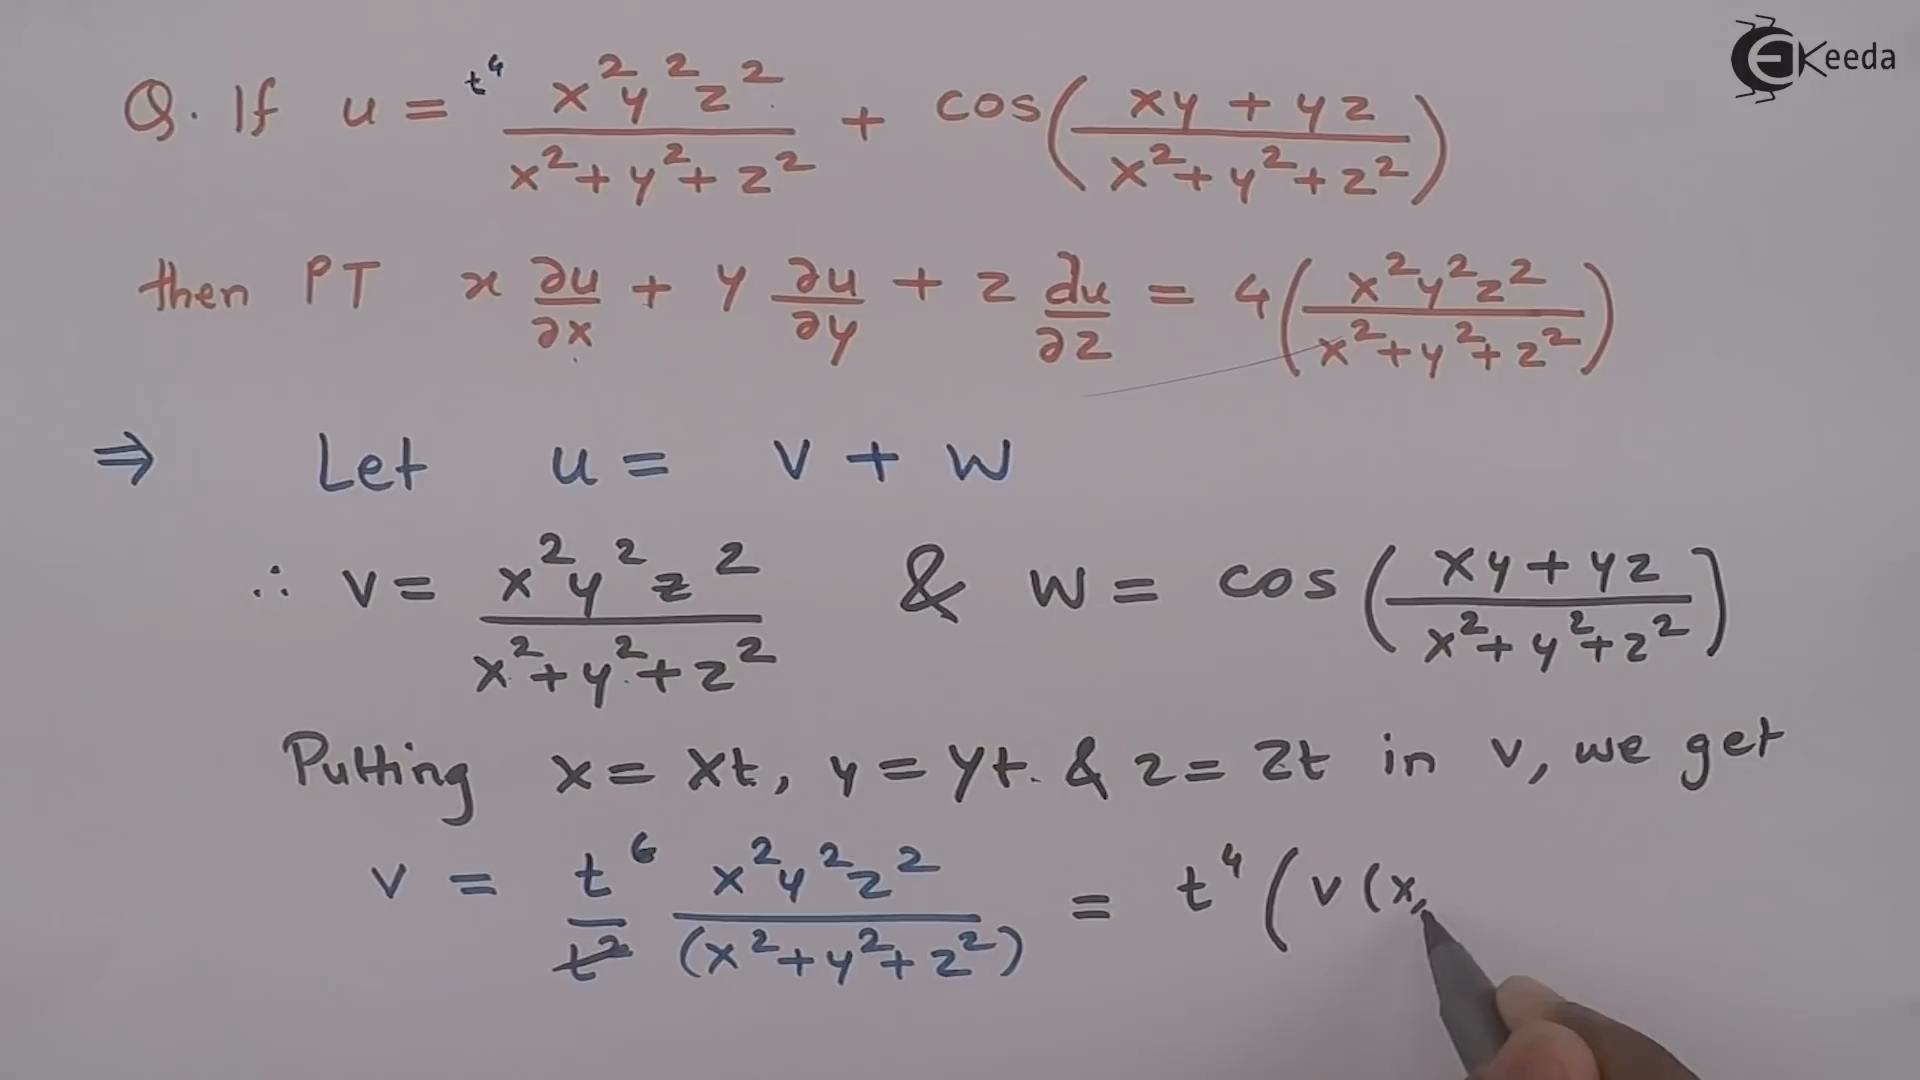 Ekeeda
Q. If u = t⁴ x²y²z² / (x²+y²+z²) + cos((xy + yz) / (x²+y²+z²))
then PT x ∂u/∂x + y ∂u/∂y + z du/∂z = 4(x²y²z² / (x²+y²+z²))
⇒ Let u = v + w
∴ v = x²y²z² / (x²+y²+z²) & w = cos((xy+yz) / (x²+y²+z²))
Putting x = xt, y = yt. & z = zt in v, we get
v = t⁶/t² x²y²z² / (x²+y²+z²) = t⁴(v(x,